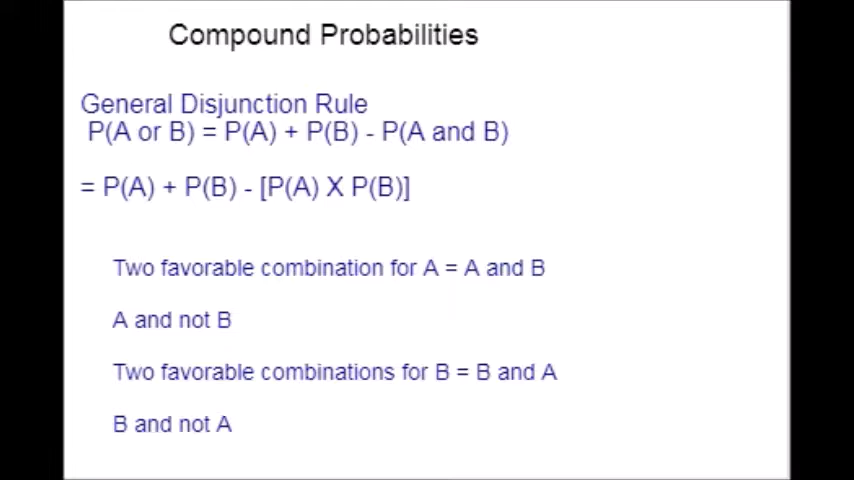 Compound Probabilities
General Disjunction Rule
P(A or B) = P(A) + P(B) - P(A and B)
= P(A) + P(B) - [P(A) X P(B)]
Two favorable combination for A = A and B
A and not B
Two favorable combinations for B = B and A
B and not A